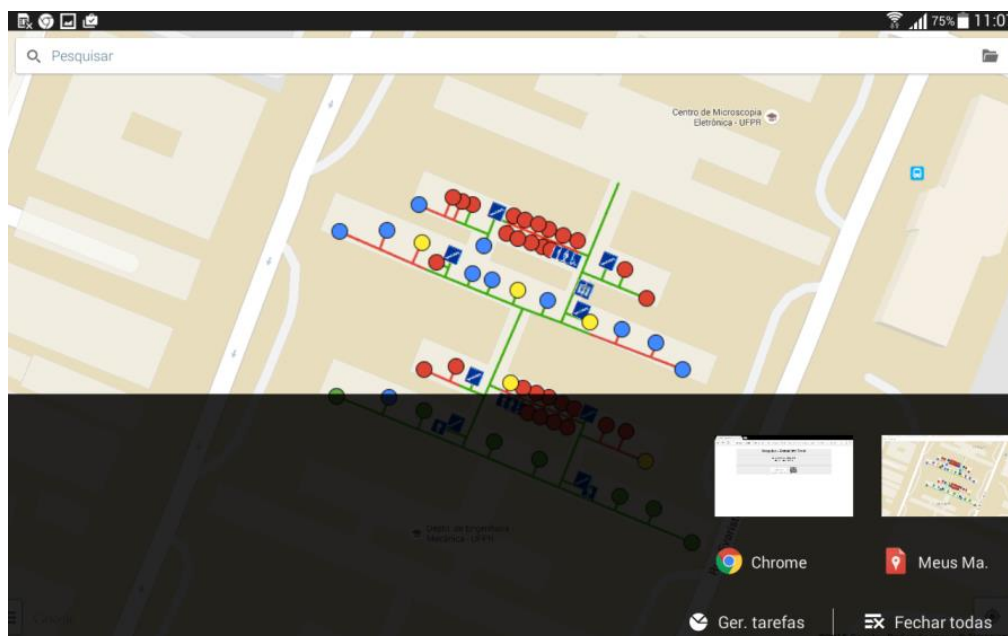 75% 11:0
Pesquisar
Centro de Microscopia
Eletrônica - UFPR
Depto de Engenharia
Mecânica - UFPR
Chrome
Meus Ma.
Ger. tarefas
Fechar todas